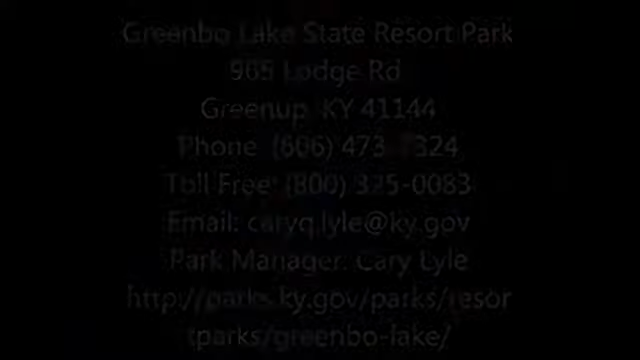 Greenbo Lake State Resort Park
965 Lodge Rd
Greenup, KY 41144
Phone: (606) 473-7324
Toll Free: (800) 325-0083
Email: caryq.lyle@ky.gov
Park Manager: Cary Lyle
http://parks.ky.gov/parks/resor
tparks/greenbo-lake/